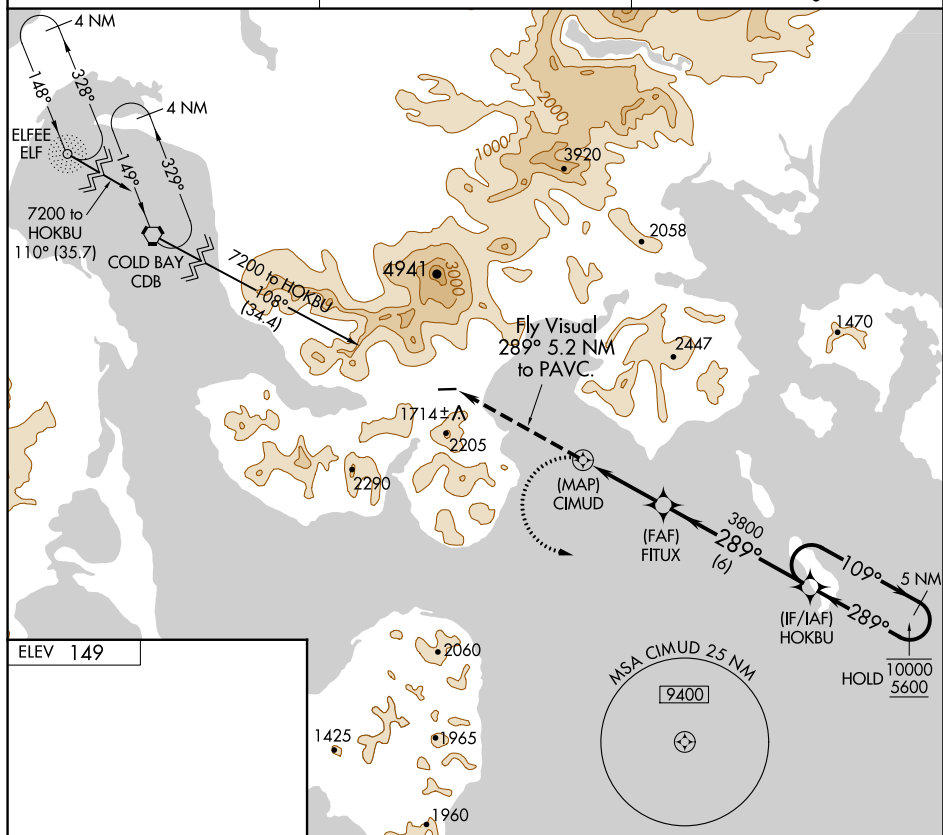 4 NM
148°
328°
4 NM
ELFEE
ELF
149°
329°
7200 to
HOKBU
110° (35.7)
COLD BAY
CDB
7200 to HOKBU
108°
(34.4)
2000
1000
3920
2058
4941
3000
Fly Visual
289° 5.2 NM
to PAVC.
2447
1470
1714±
2205
2290
(MAP)
CIMUD
(FAF)
FITUX
3800
289°
(6)
109°
5 NM
289°
(IF/IAF)
HOKBU
HOLD
10000
5600
ELEV 149
2060
1425
1965
1960
MSA CIMUD 25 NM
9400